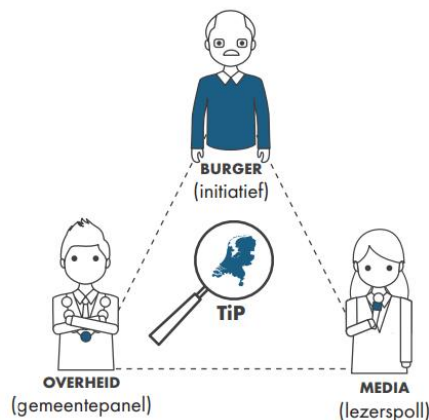 BURGER
(initiatief)
TiP
OVERHEID
(gemeentepanel)
MEDIA
(lezerspoll)